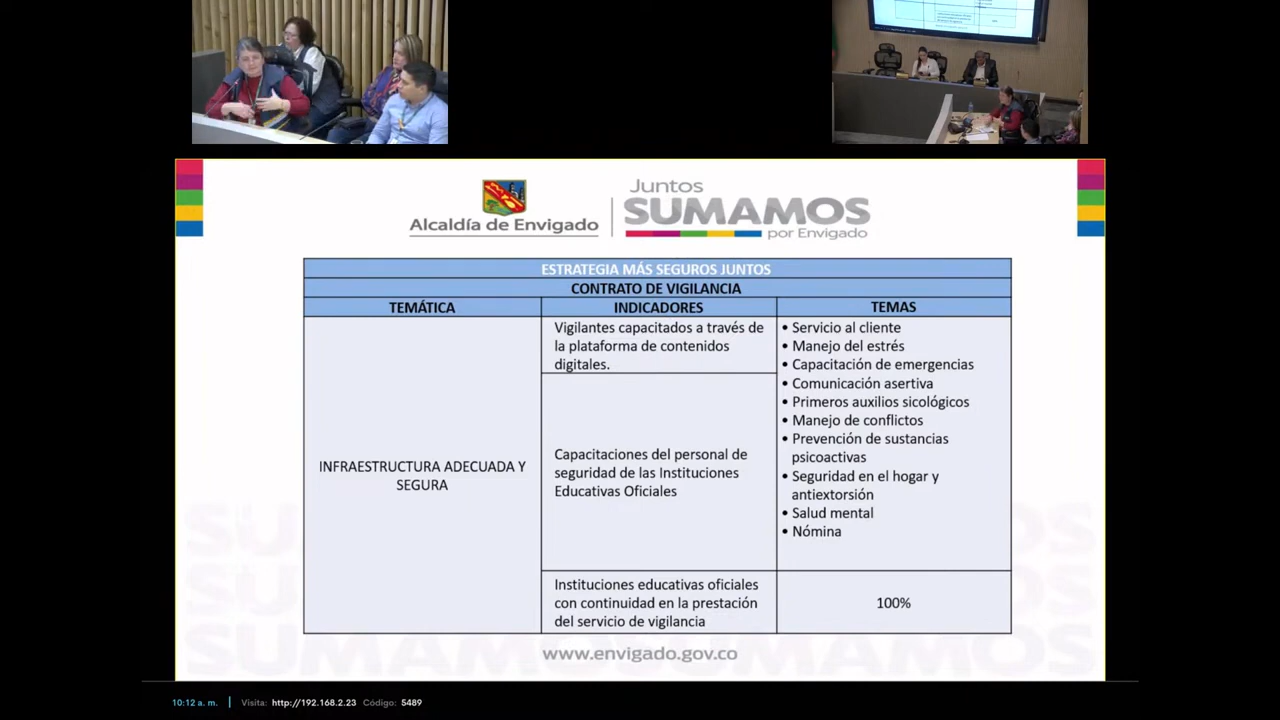 Alcaldía de Envigado
Juntos
SUMAMOS
por Envigado
ESTRATEGIA MÁS SEGUROS JUNTOS
CONTRATO DE VIGILANCIA
TEMÁTICA
INDICADORES
TEMAS
INFRAESTRUCTURA ADECUADA Y
SEGURA
Vigilantes capacitados a través de
la plataforma de contenidos
digitales.
Capacitaciones del personal de
seguridad de las Instituciones
Educativas Oficiales
• Servicio al cliente
• Manejo del estrés
• Capacitación de emergencias
• Comunicación asertiva
• Primeros auxilios sicológicos
• Manejo de conflictos
• Prevención de sustancias
psicoactivas
• Seguridad en el hogar y
antiextorsión
• Salud mental
• Nómina
Instituciones educativas oficiales
con continuidad en la prestación
del servicio de vigilancia
100%
SUMAMOS
SUMAMOS
SUMAMOS
www.envigado.gov.co
10:12 a. m. | Visita: http://192.168.2.23 Código: 5489